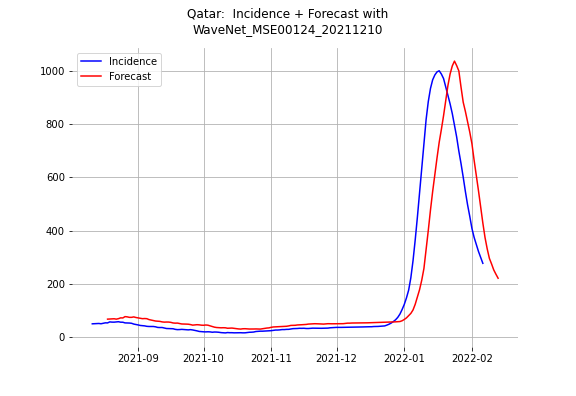 Qatar:  Incidence + Forecast with
WaveNet_MSE00124_20211210
Incidence
Forecast
1000
800
600
400
200
0
2021-09 2021-10 2021-11 2021-12 2022-01 2022-02